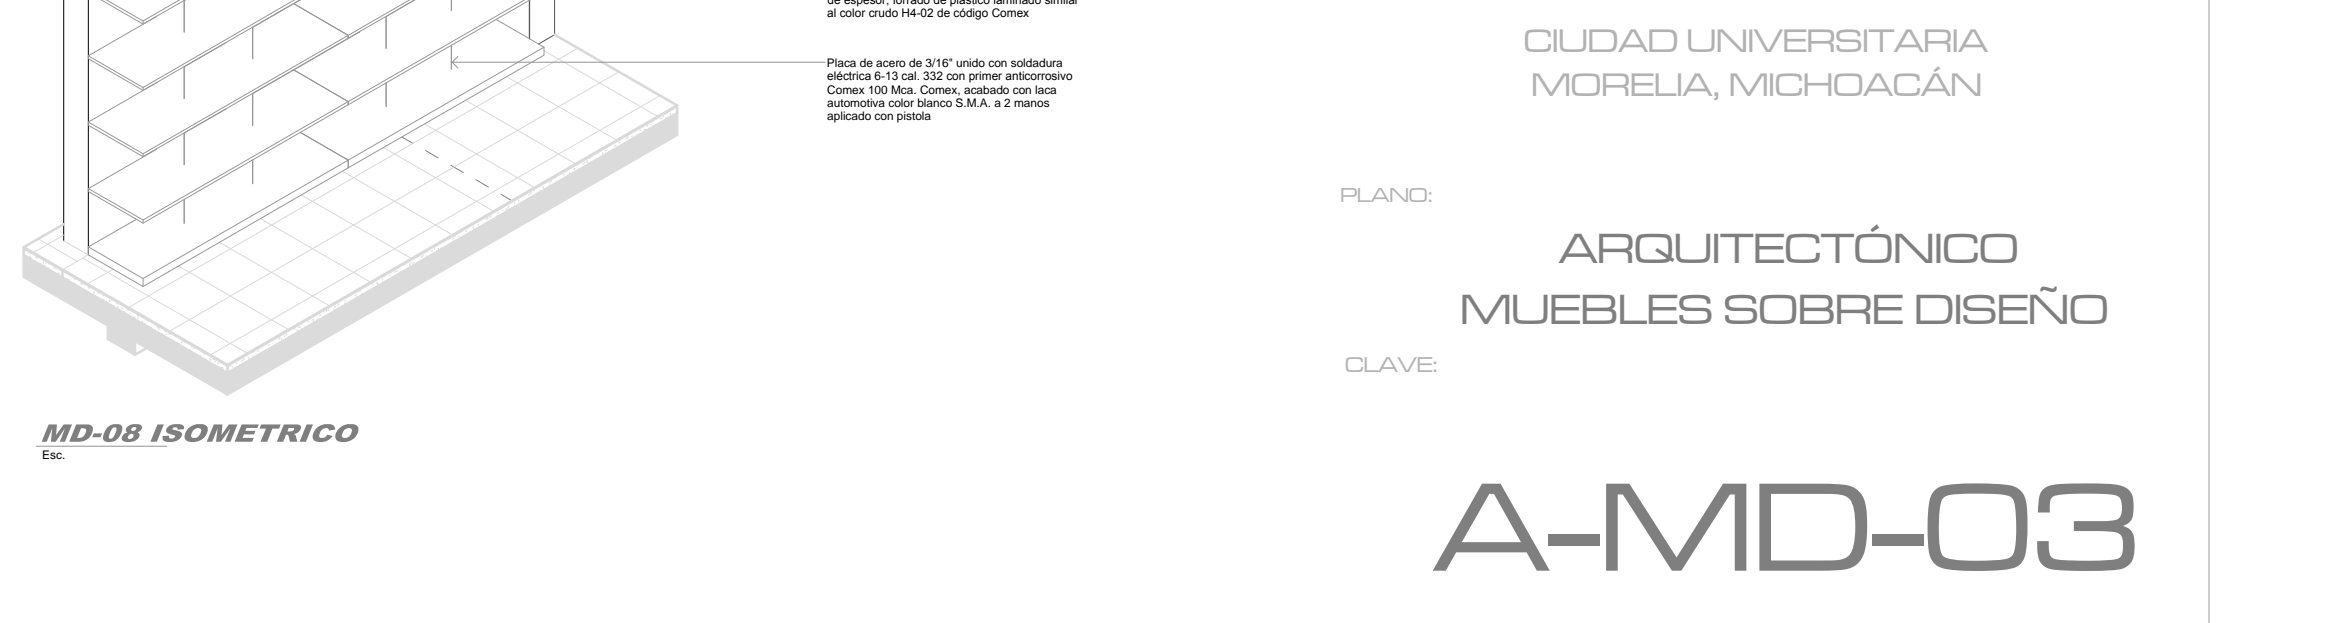 de espesor, forrado de plástico laminado similar
al color crudo H4-02 de código Comex
Placa de acero de 3/16" unido con soldadura
eléctrica 6-13 cal. 332 con primer anticorrosivo
Comex 100 Mca. Comex, acabado con laca
automotiva color blanco S.M.A. a 2 manos
aplicado con pistola
MD-08 ISOMETRICO
Esc.
CIUDAD UNIVERSITARIA
MORELIA, MICHOACÁN
PLANO:
ARQUITECTÓNICO
MUEBLES SOBRE DISEÑO
CLAVE:
A-MD-03